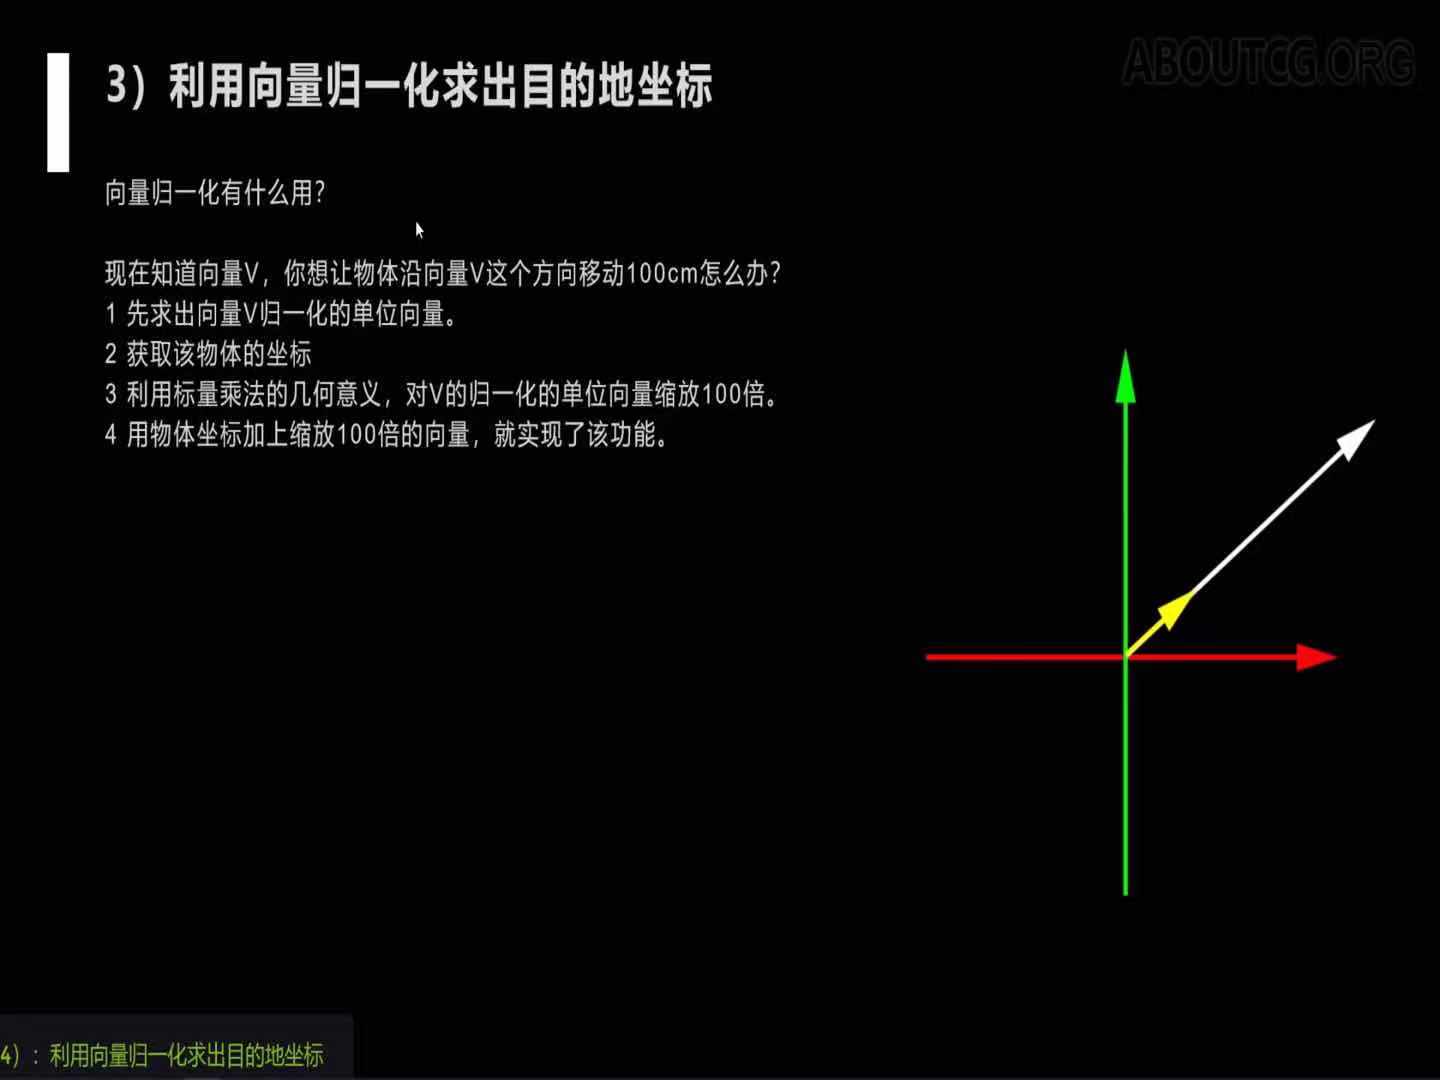 ABOUTCG.ORG
3）利用向量归一化求出目的地坐标
向量归一化有什么用？
现在知道向量V，你想让物体沿向量V这个方向移动100cm怎么办？
1 先求出向量V归一化的单位向量。
2 获取该物体的坐标
3 利用标量乘法的几何意义，对V的归一化的单位向量缩放100倍。
4 用物体坐标加上缩放100倍的向量，就实现了该功能。
4）：利用向量归一化求出目的地坐标